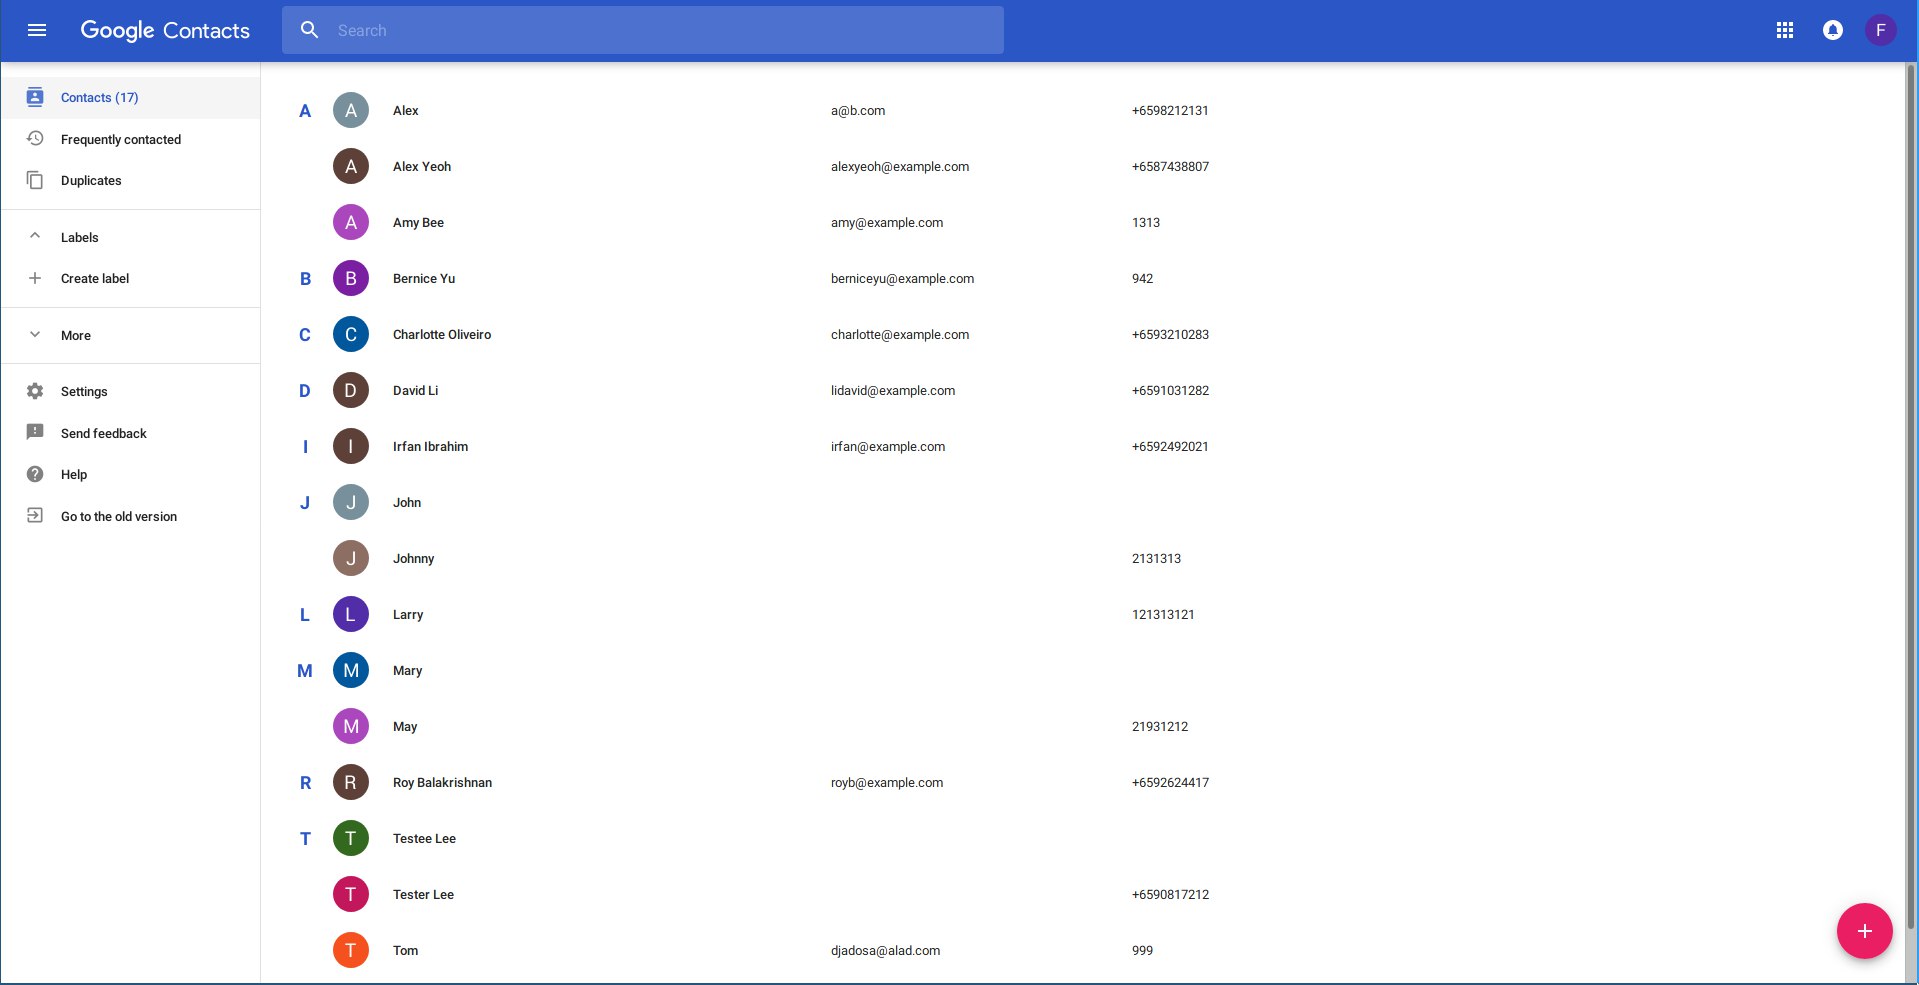 Google Contacts
Search
F
Contacts (17)
Frequently contacted
Duplicates
Labels
Create label
More
Settings
Send feedback
Help
Go to the old version
A A Alex a@b.com +6598212131
A Alex Yeoh alexyeoh@example.com +6587438807
A Amy Bee amy@example.com 1313
B B Bernice Yu berniceyu@example.com 942
C C Charlotte Oliveiro charlotte@example.com +6593210283
D D David Li lidavid@example.com +6591031282
I I Irfan Ibrahim irfan@example.com +6592492021
J J John
J Johnny 2131313
L L Larry 121313121
M M Mary
M May 21931212
R R Roy Balakrishnan royb@example.com +6592624417
T T Testee Lee
T Tester Lee +6590817212
T Tom djadosa@alad.com 999